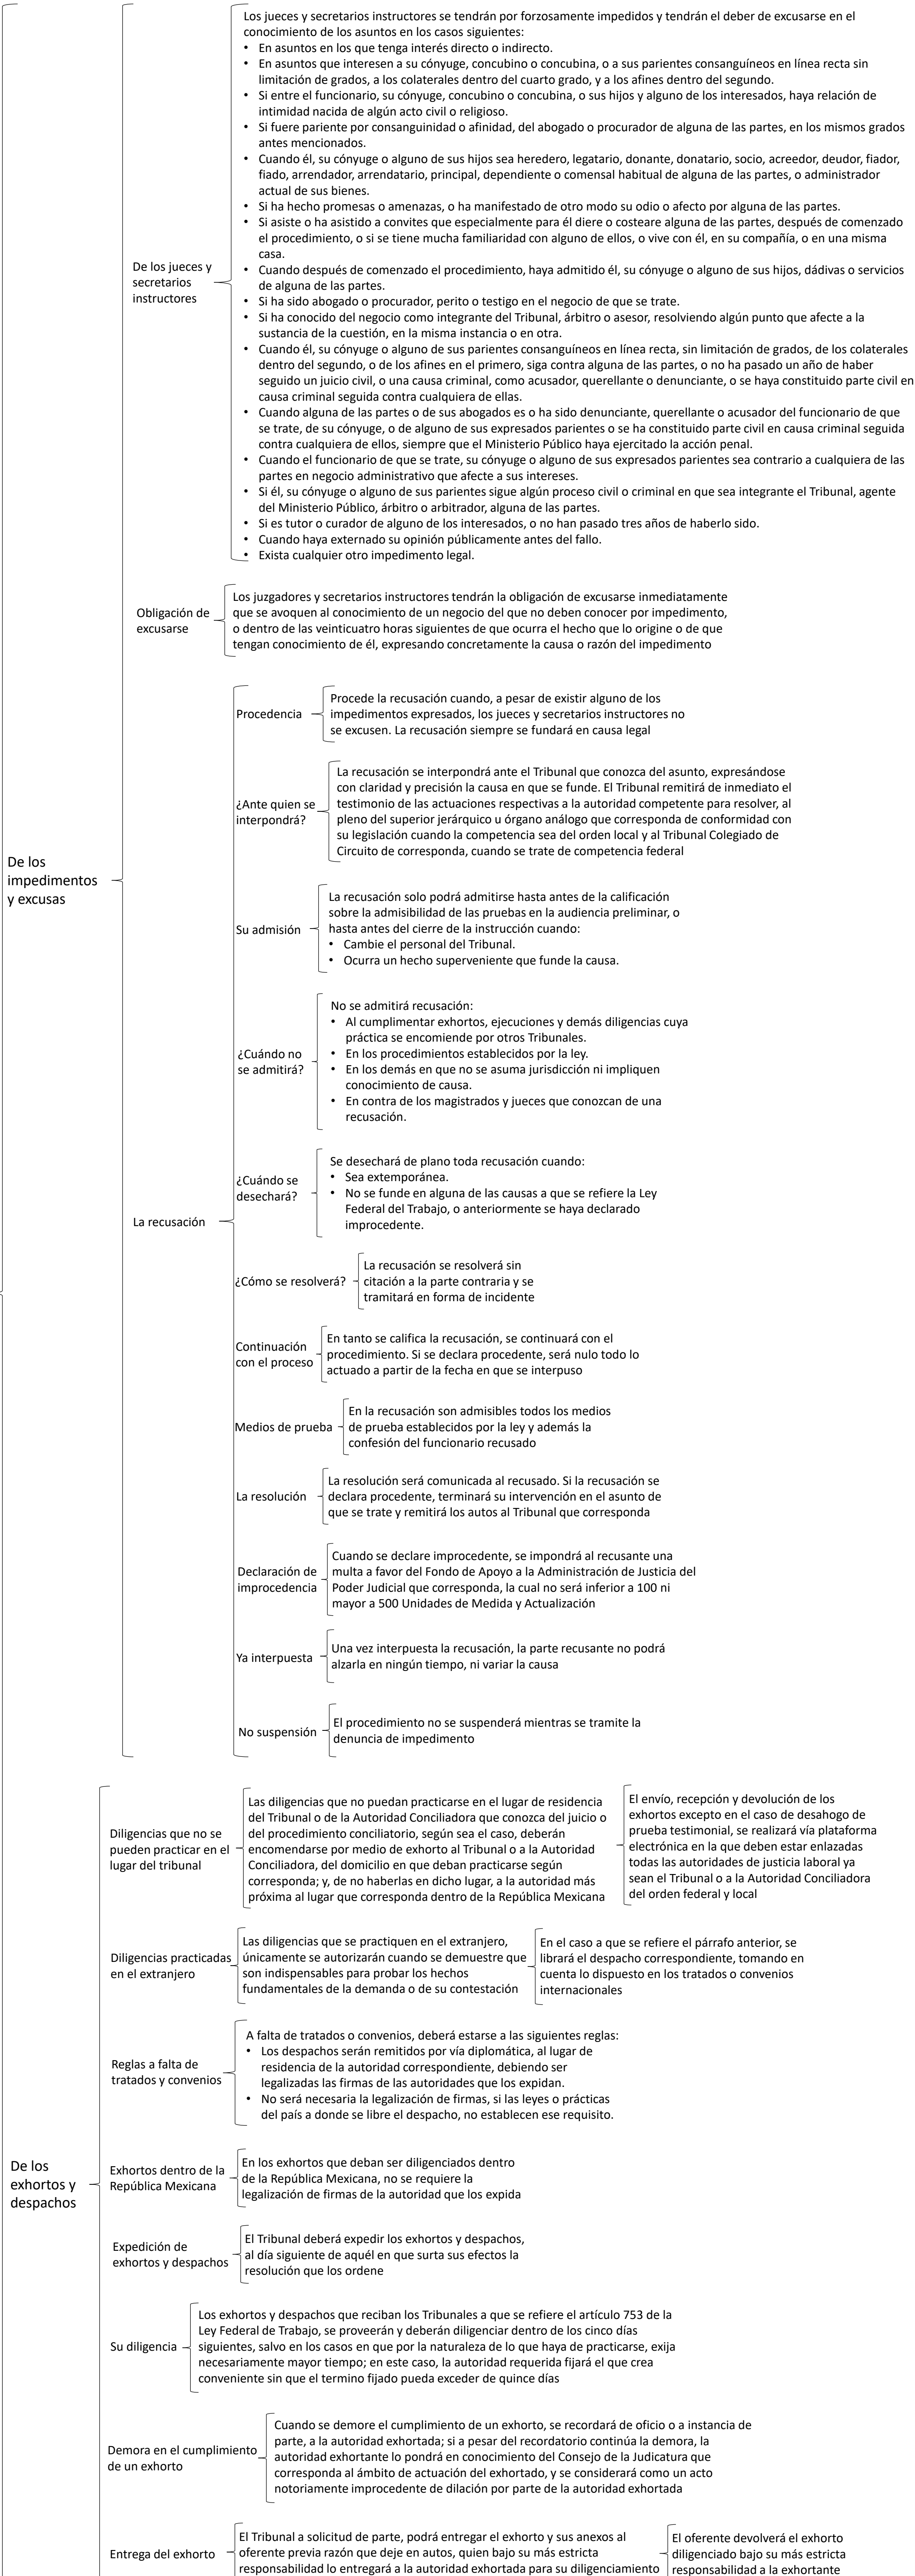 De los
impedimentos
y excusas
De los jueces y
secretarios
instructores
Los jueces y secretarios instructores se tendrán por forzosamente impedidos y tendrán el deber de excusarse en el
conocimiento de los asuntos en los casos siguientes:
• En asuntos en los que tenga interés directo o indirecto.
• En asuntos que interesen a su cónyuge, concubino o concubina, o a sus parientes consanguíneos en línea recta sin
limitación de grados, a los colaterales dentro del cuarto grado, y a los afines dentro del segundo.
• Si entre el funcionario, su cónyuge, concubino o concubina, o sus hijos y alguno de los interesados, haya relación de
intimidad nacida de algún acto civil o religioso.
• Si fuere pariente por consanguinidad o afinidad, del abogado o procurador de alguna de las partes, en los mismos grados
antes mencionados.
• Cuando él, su cónyuge o alguno de sus hijos sea heredero, legatario, donante, donatario, socio, acreedor, deudor, fiador,
fiado, arrendador, arrendatario, principal, dependiente o comensal habitual de alguna de las partes, o administrador
actual de sus bienes.
• Si ha hecho promesas o amenazas, o ha manifestado de otro modo su odio o afecto por alguna de las partes.
• Si asiste o ha asistido a convites que especialmente para él diere o costeare alguna de las partes, después de comenzado
el procedimiento, o si se tiene mucha familiaridad con alguno de ellos, o vive con él, en su compañía, o en una misma
casa.
• Cuando después de comenzado el procedimiento, haya admitido él, su cónyuge o alguno de sus hijos, dádivas o servicios
de alguna de las partes.
• Si ha sido abogado o procurador, perito o testigo en el negocio de que se trate.
• Si ha conocido del negocio como integrante del Tribunal, árbitro o asesor, resolviendo algún punto que afecte a la
sustancia de la cuestión, en la misma instancia o en otra.
• Cuando él, su cónyuge o alguno de sus parientes consanguíneos en línea recta, sin limitación de grados, de los colaterales
dentro del segundo, o de los afines en el primero, siga contra alguna de las partes, o no ha pasado un año de haber
seguido un juicio civil, o una causa criminal, como acusador, querellante o denunciante, o se haya constituido parte civil en
causa criminal seguida contra cualquiera de ellas.
• Cuando alguna de las partes o de sus abogados es o ha sido denunciante, querellante o acusador del funcionario de que
se trate, de su cónyuge, o de alguno de sus expresados parientes o se ha constituido parte civil en causa criminal seguida
contra cualquiera de ellos, siempre que el Ministerio Público haya ejercitado la acción penal.
• Cuando el funcionario de que se trate, su cónyuge o alguno de sus expresados parientes sea contrario a cualquiera de las
partes en negocio administrativo que afecte a sus intereses.
• Si él, su cónyuge o alguno de sus parientes sigue algún proceso civil o criminal en que sea integrante el Tribunal, agente
del Ministerio Público, árbitro o arbitrador, alguna de las partes.
• Si es tutor o curador de alguno de los interesados, o no han pasado tres años de haberlo sido.
• Cuando haya externado su opinión públicamente antes del fallo.
• Exista cualquier otro impedimento legal.
Obligación de
excusarse
Los juzgadores y secretarios instructores tendrán la obligación de excusarse inmediatamente
que se avoquen al conocimiento de un negocio del que no deben conocer por impedimento,
o dentro de las veinticuatro horas siguientes de que ocurra el hecho que lo origine o de que
tengan conocimiento de él, expresando concretamente la causa o razón del impedimento
La recusación
Procedencia
Procede la recusación cuando, a pesar de existir alguno de los
impedimentos expresados, los jueces y secretarios instructores no
se excusen. La recusación siempre se fundará en causa legal
¿Ante quien se
interpondrá?
La recusación se interpondrá ante el Tribunal que conozca del asunto, expresándose
con claridad y precisión la causa en que se funde. El Tribunal remitirá de inmediato el
testimonio de las actuaciones respectivas a la autoridad competente para resolver, al
pleno del superior jerárquico u órgano análogo que corresponda de conformidad con
su legislación cuando la competencia sea del orden local y al Tribunal Colegiado de
Circuito de corresponda, cuando se trate de competencia federal
Su admisión
La recusación solo podrá admitirse hasta antes de la calificación
sobre la admisibilidad de las pruebas en la audiencia preliminar, o
hasta antes del cierre de la instrucción cuando:
• Cambie el personal del Tribunal.
• Ocurra un hecho superveniente que funde la causa.
¿Cuándo no
se admitirá?
No se admitirá recusación:
• Al cumplimentar exhortos, ejecuciones y demás diligencias cuya
práctica se encomiende por otros Tribunales.
• En los procedimientos establecidos por la ley.
• En los demás en que no se asuma jurisdicción ni impliquen
conocimiento de causa.
• En contra de los magistrados y jueces que conozcan de una
recusación.
¿Cuándo se
desechará?
Se desechará de plano toda recusación cuando:
• Sea extemporánea.
• No se funde en alguna de las causas a que se refiere la Ley
Federal del Trabajo, o anteriormente se haya declarado
improcedente.
¿Cómo se resolverá?
La recusación se resolverá sin
citación a la parte contraria y se
tramitará en forma de incidente
Continuación
con el proceso
En tanto se califica la recusación, se continuará con el
procedimiento. Si se declara procedente, será nulo todo lo
actuado a partir de la fecha en que se interpuso
Medios de prueba
En la recusación son admisibles todos los medios
de prueba establecidos por la ley y además la
confesión del funcionario recusado
La resolución
La resolución será comunicada al recusado. Si la recusación se
declara procedente, terminará su intervención en el asunto de
que se trate y remitirá los autos al Tribunal que corresponda
Declaración de
improcedencia
Cuando se declare improcedente, se impondrá al recusante una
multa a favor del Fondo de Apoyo a la Administración de Justicia del
Poder Judicial que corresponda, la cual no será inferior a 100 ni
mayor a 500 Unidades de Medida y Actualización
Ya interpuesta
Una vez interpuesta la recusación, la parte recusante no podrá
alzarla en ningún tiempo, ni variar la causa
No suspensión
El procedimiento no se suspenderá mientras se tramite la
denuncia de impedimento
De los
exhortos y
despachos
Diligencias que no se
pueden practicar en el
lugar del tribunal
Las diligencias que no puedan practicarse en el lugar de residencia
del Tribunal o de la Autoridad Conciliadora que conozca del juicio o
del procedimiento conciliatorio, según sea el caso, deberán
encomendarse por medio de exhorto al Tribunal o a la Autoridad
Conciliadora, del domicilio en que deban practicarse según
corresponda; y, de no haberlas en dicho lugar, a la autoridad más
próxima al lugar que corresponda dentro de la República Mexicana
El envío, recepción y devolución de los
exhortos excepto en el caso de desahogo de
prueba testimonial, se realizará vía plataforma
electrónica en la que deben estar enlazadas
todas las autoridades de justicia laboral ya
sean el Tribunal o a la Autoridad Conciliadora
del orden federal y local
Diligencias practicadas
en el extranjero
Las diligencias que se practiquen en el extranjero,
únicamente se autorizarán cuando se demuestre que
son indispensables para probar los hechos
fundamentales de la demanda o de su contestación
En el caso a que se refiere el párrafo anterior, se
librará el despacho correspondiente, tomando en
cuenta lo dispuesto en los tratados o convenios
internacionales
Reglas a falta de
tratados y convenios
A falta de tratados o convenios, deberá estarse a las siguientes reglas:
• Los despachos serán remitidos por vía diplomática, al lugar de
residencia de la autoridad correspondiente, debiendo ser
legalizadas las firmas de las autoridades que los expidan.
• No será necesaria la legalización de firmas, si las leyes o prácticas
del país a donde se libre el despacho, no establecen ese requisito.
Exhortos dentro de la
República Mexicana
En los exhortos que deban ser diligenciados dentro
de la República Mexicana, no se requiere la
legalización de firmas de la autoridad que los expida
Expedición de
exhortos y despachos
El Tribunal deberá expedir los exhortos y despachos,
al día siguiente de aquél en que surta sus efectos la
resolución que los ordene
Su diligencia
Los exhortos y despachos que reciban los Tribunales a que se refiere el artículo 753 de la
Ley Federal de Trabajo, se proveerán y deberán diligenciar dentro de los cinco días
siguientes, salvo en los casos en que por la naturaleza de lo que haya de practicarse, exija
necesariamente mayor tiempo; en este caso, la autoridad requerida fijará el que crea
conveniente sin que el termino fijado pueda exceder de quince días
Demora en el cumplimiento
de un exhorto
Cuando se demore el cumplimiento de un exhorto, se recordará de oficio o a instancia de
parte, a la autoridad exhortada; si a pesar del recordatorio continúa la demora, la
autoridad exhortante lo pondrá en conocimiento del Consejo de la Judicatura que
corresponda al ámbito de actuación del exhortado, y se considerará como un acto
notoriamente improcedente de dilación por parte de la autoridad exhortada
Entrega del exhorto
El Tribunal a solicitud de parte, podrá entregar el exhorto y sus anexos al
oferente previa razón que deje en autos, quien bajo su más estricta
responsabilidad lo entregará a la autoridad exhortada para su diligenciamiento
El oferente devolverá el exhorto
diligenciado bajo su más estricta
responsabilidad a la exhortante